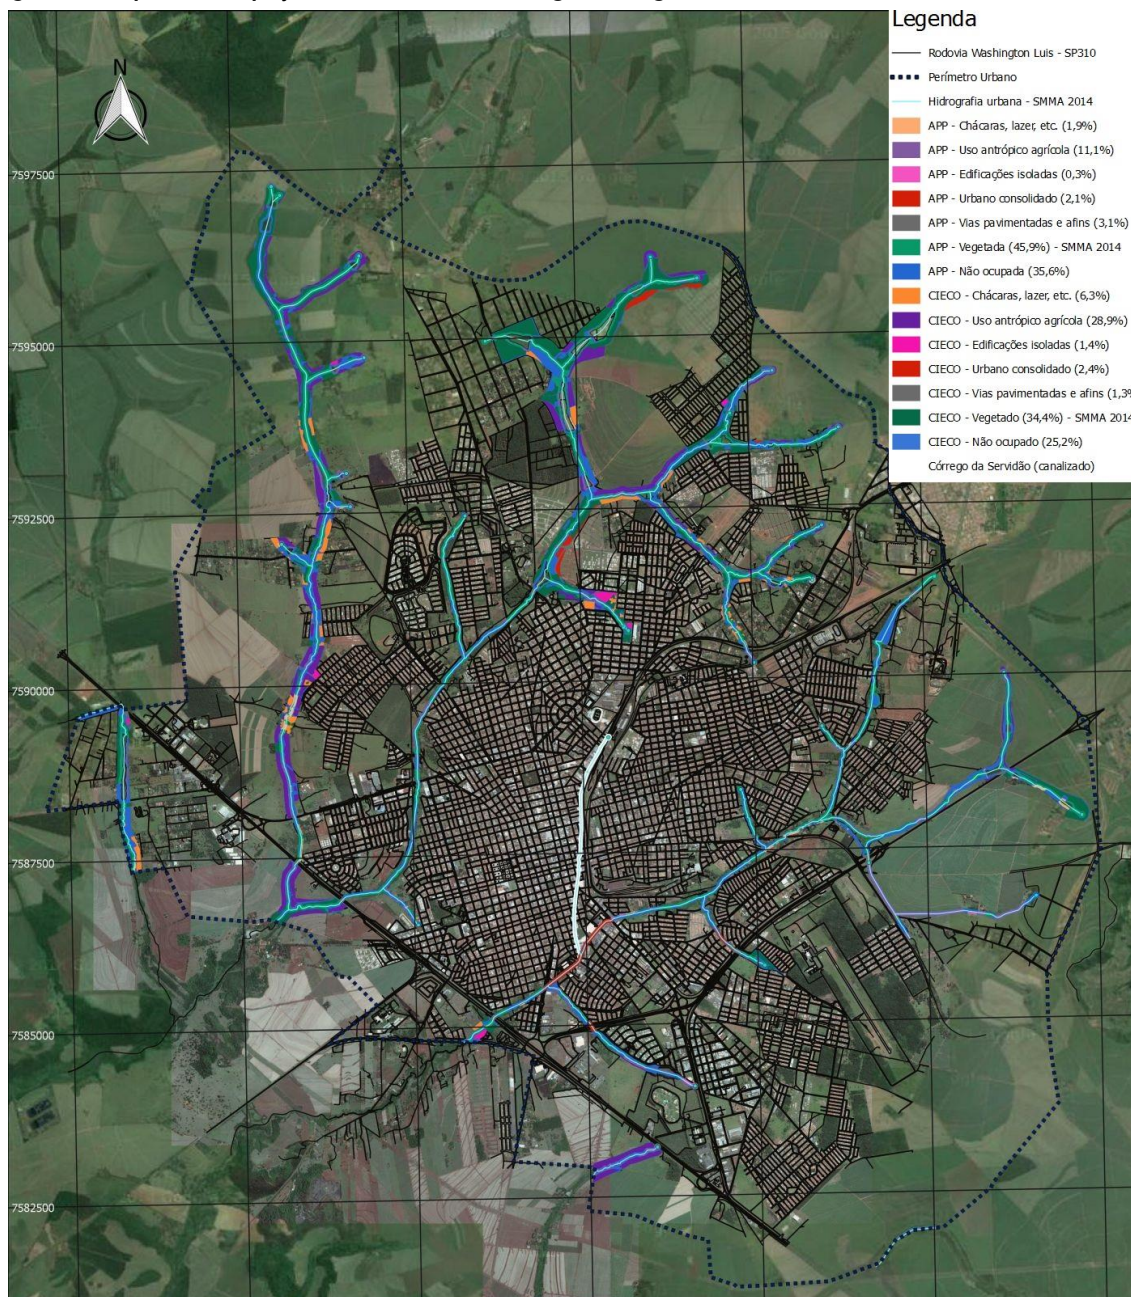 Legenda
N
Rodovia Washington Luis - SP310
Perímetro Urbano
Hidrografia urbana - SMMA 2014
APP - Chácaras, lazer, etc. (1,9%)
APP - Uso antrópico agrícola (11,1%)
APP - Edificações isoladas (0,3%)
APP - Urbano consolidado (2,1%)
APP - Vias pavimentadas e afins (3,1%)
APP - Vegetada (45,9%) - SMMA 2014
APP - Não ocupada (35,6%)
CIECO - Chácaras, lazer, etc. (6,3%)
CIECO - Uso antrópico agrícola (28,9%)
CIECO - Edificações isoladas (1,4%)
CIECO - Urbano consolidado (2,4%)
CIECO - Vias pavimentadas e afins (1,3%
CIECO - Vegetado (34,4%) - SMMA 2014
CIECO - Não ocupado (25,2%)
Córrego da Servidão (canalizado)
7597500
7595000
7592500
7590000
7587500
7585000
7582500